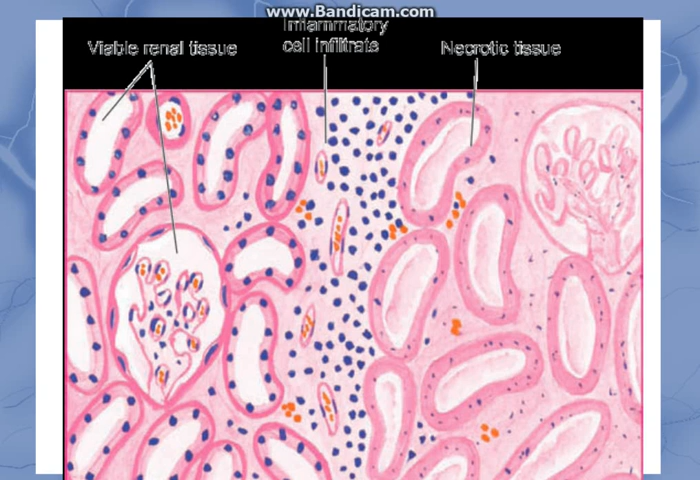 www.Bandicam.com
Viable renal tissue
Inflammatory
cell infiltrate
Necrotic tissue